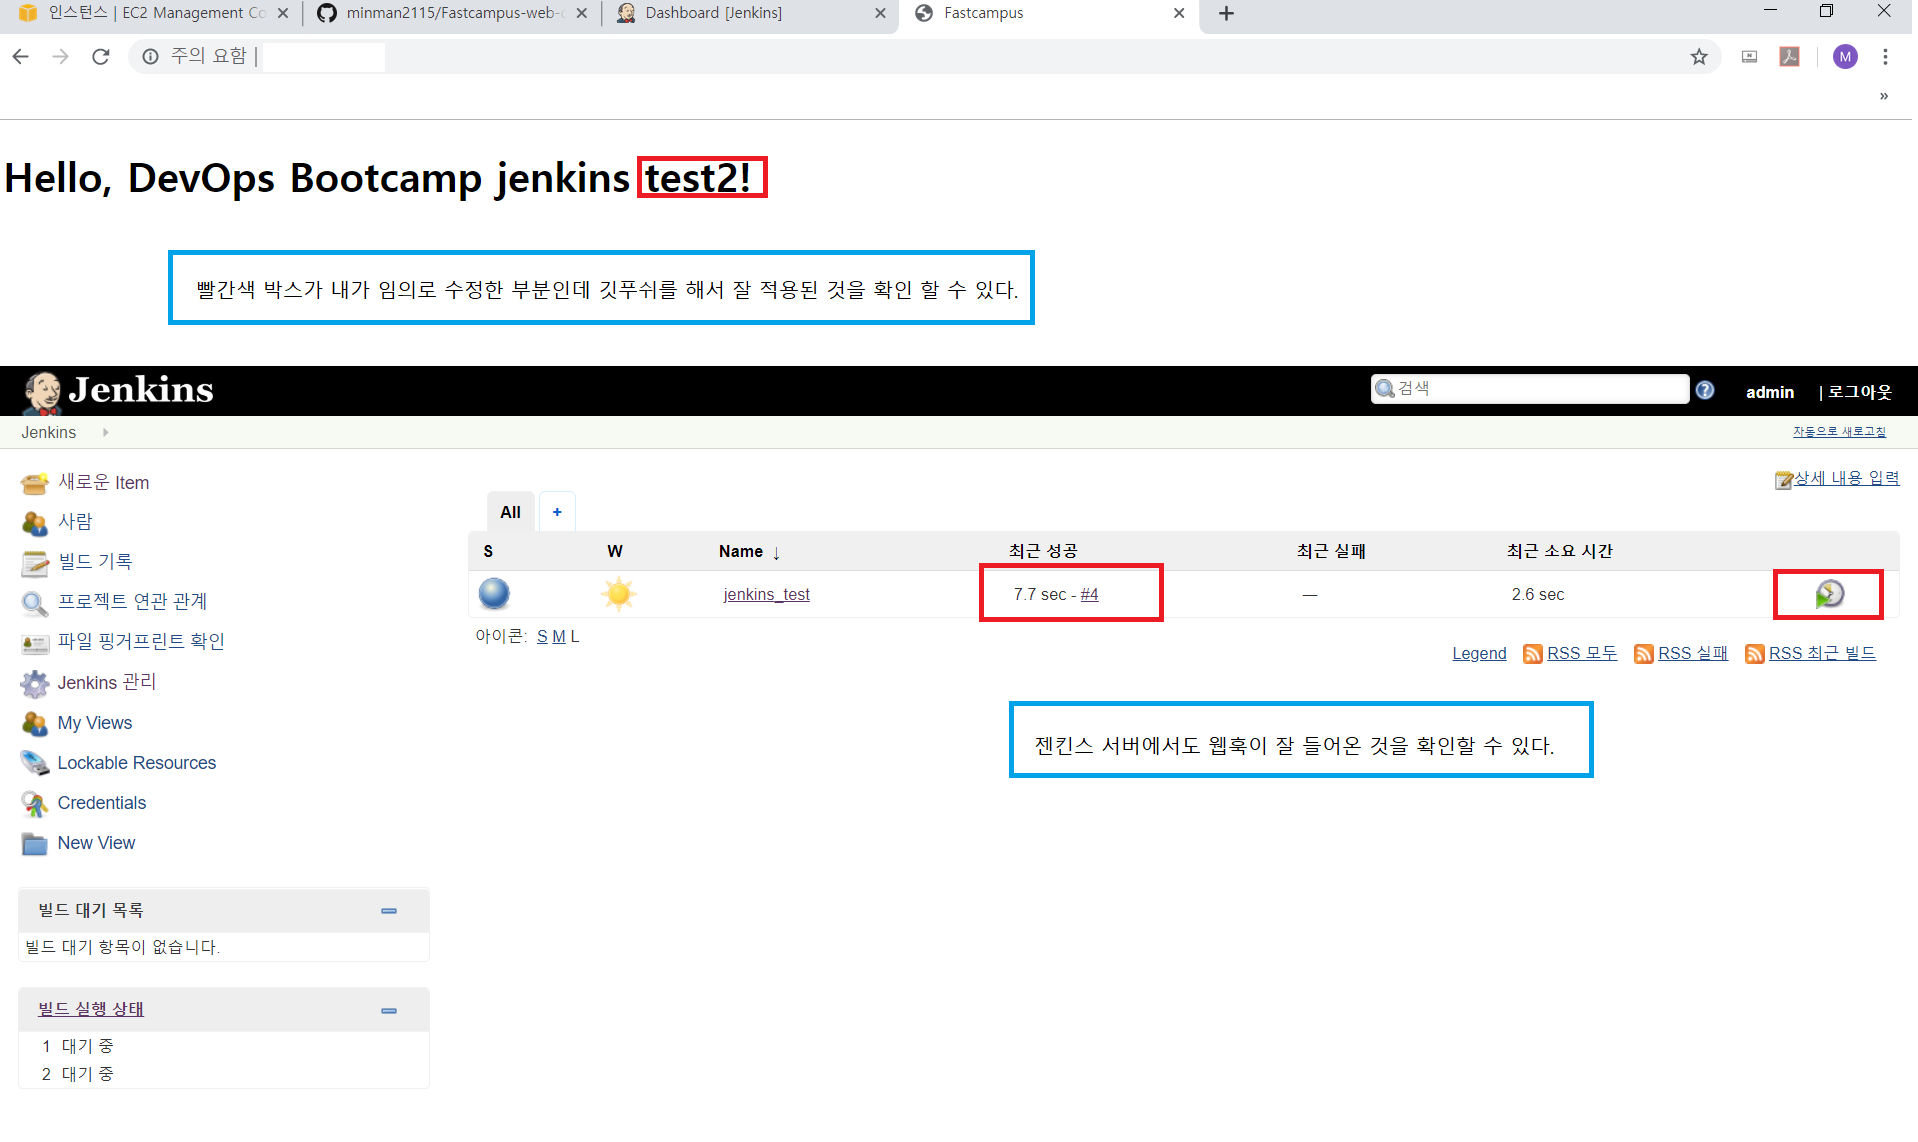 인스턴스 | EC2 Management Co
minman2115/Fastcampus-web-
Dashboard [Jenkins]
Fastcampus
주의 요함 |
M
»
Hello, DevOps Bootcamp jenkins test2!
빨간색 박스가 내가 임의로 수정한 부분인데 깃푸쉬를 해서 잘 적용된 것을 확인 할 수 있다.
Jenkins
검색
admin
| 로그아웃
Jenkins
자동으로 새로고침
새로운 Item
사람
빌드 기록
프로젝트 연관 관계
파일 핑거프린트 확인
Jenkins 관리
My Views
Lockable Resources
Credentials
New View
상세 내용 입력
All +
S W Name ↓ 최근 성공 최근 실패 최근 소요 시간
jenkins_test 7.7 sec - #4 — 2.6 sec
아이콘: S M L
Legend RSS 모두 RSS 실패 RSS 최근 빌드
젠킨스 서버에서도 웹훅이 잘 들어온 것을 확인할 수 있다.
빌드 대기 목록
빌드 대기 항목이 없습니다.
빌드 실행 상태
1 대기 중
2 대기 중